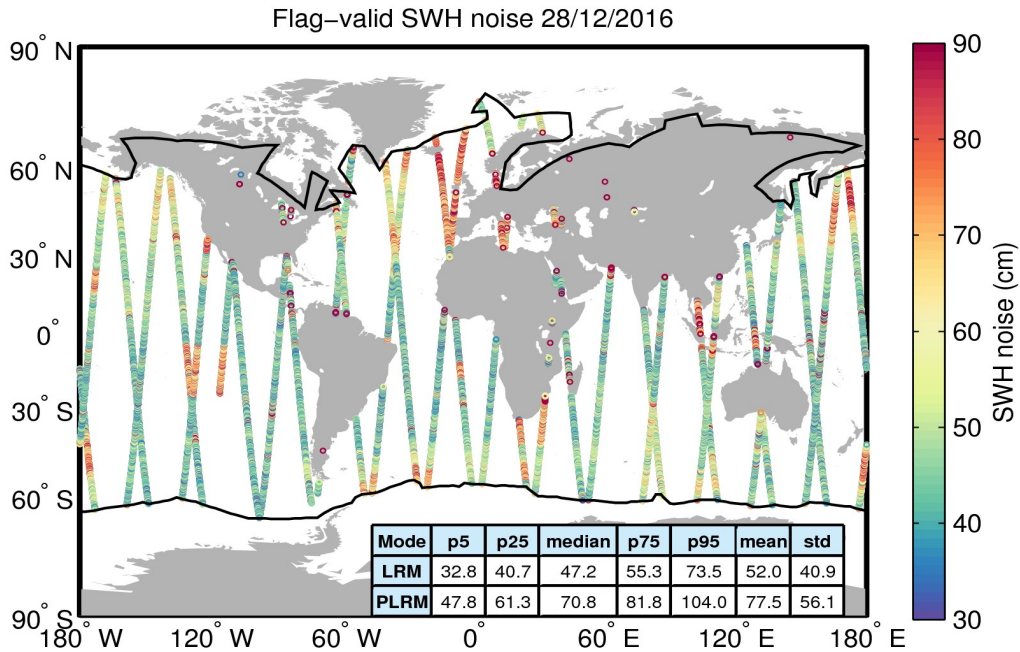 Flag−valid SWH noise 28/12/2016
90° N
60° N
30° N
0°
30° S
60° S
90° S
180° W
120° W
60° W
0°
60° E
120° E
180° E
90
80
70
60
50
40
30
SWH noise (cm)
Mode p5 p25 median p75 p95 mean std
LRM 32.8 40.7 47.2 55.3 73.5 52.0 40.9
PLRM 47.8 61.3 70.8 81.8 104.0 77.5 56.1